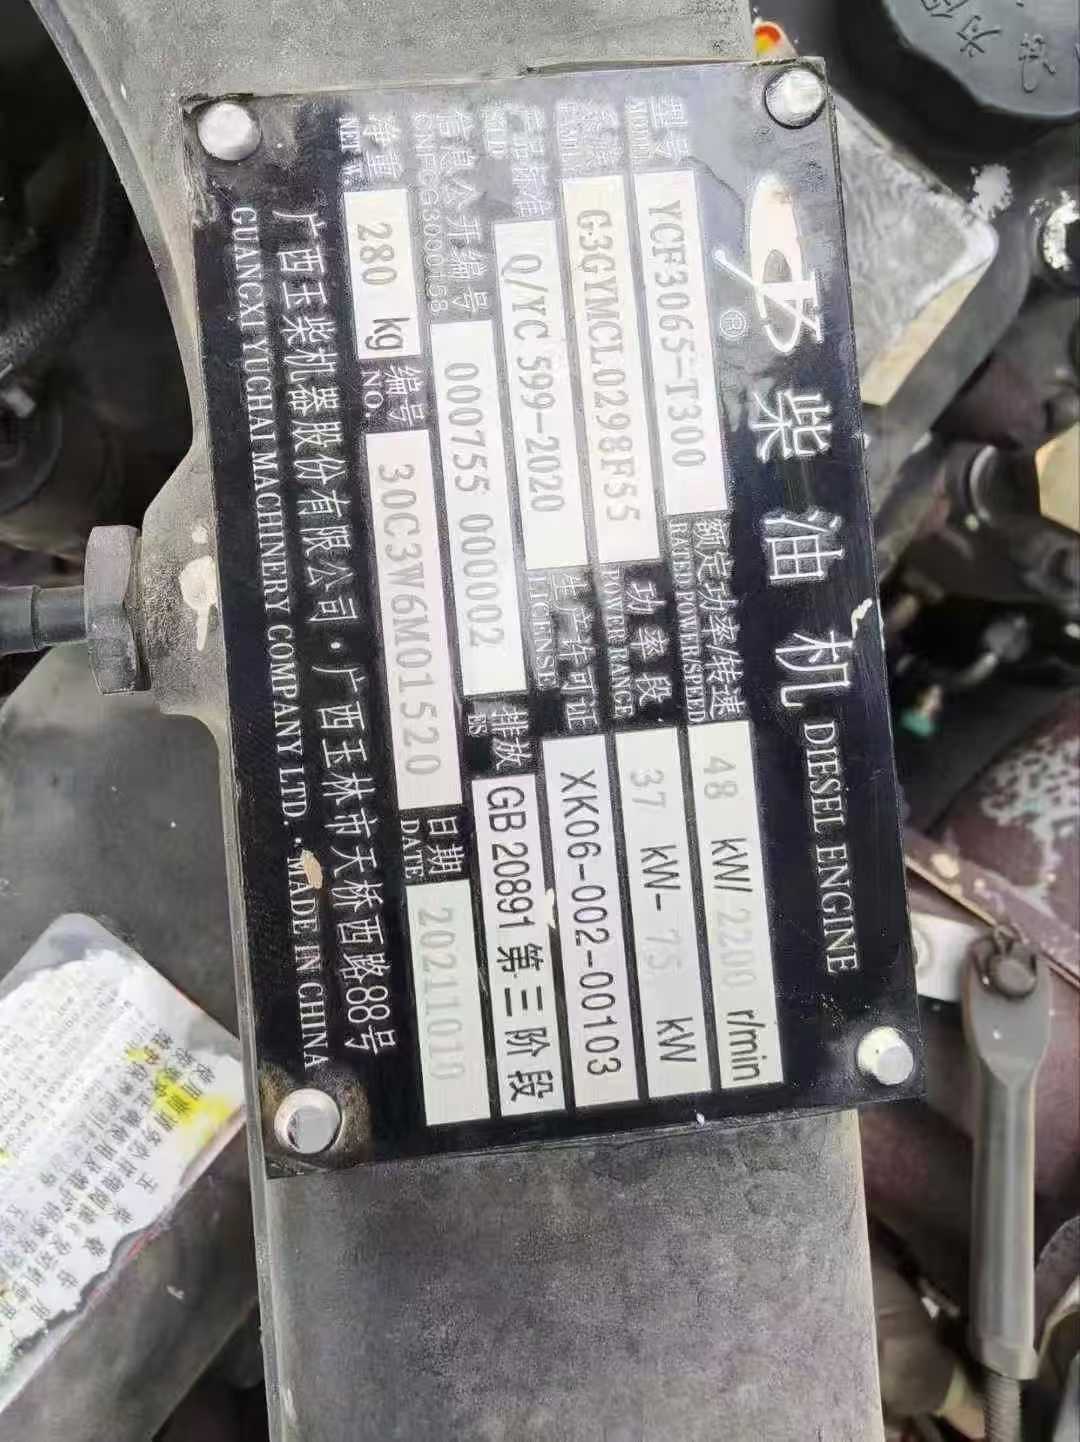 柴油机 DIESEL ENGINE
型号 MODEL YCF3065-T300 额定功率/转速 RATED POWER/SPEED 48 kW/ 2200 r/min
G3GYMCL0298F55 功率段 POWER RANGE 37 kW- 75 kW
产品标准 STD Q/YC 599-2020 生产许可证 LICENSE XK06-002-00103
信息公开编号 000755 000002 排放 ES GB 20891 第三阶段
净重 NET W. 280 kg 编号 NO. 30C3W6M01520 日期 DATE 20211010
广西玉柴机器股份有限公司·广西玉林市天桥西路88号
GUANGXI YUCHAI MACHINERY COMPANY LTD. · MADE IN CHINA